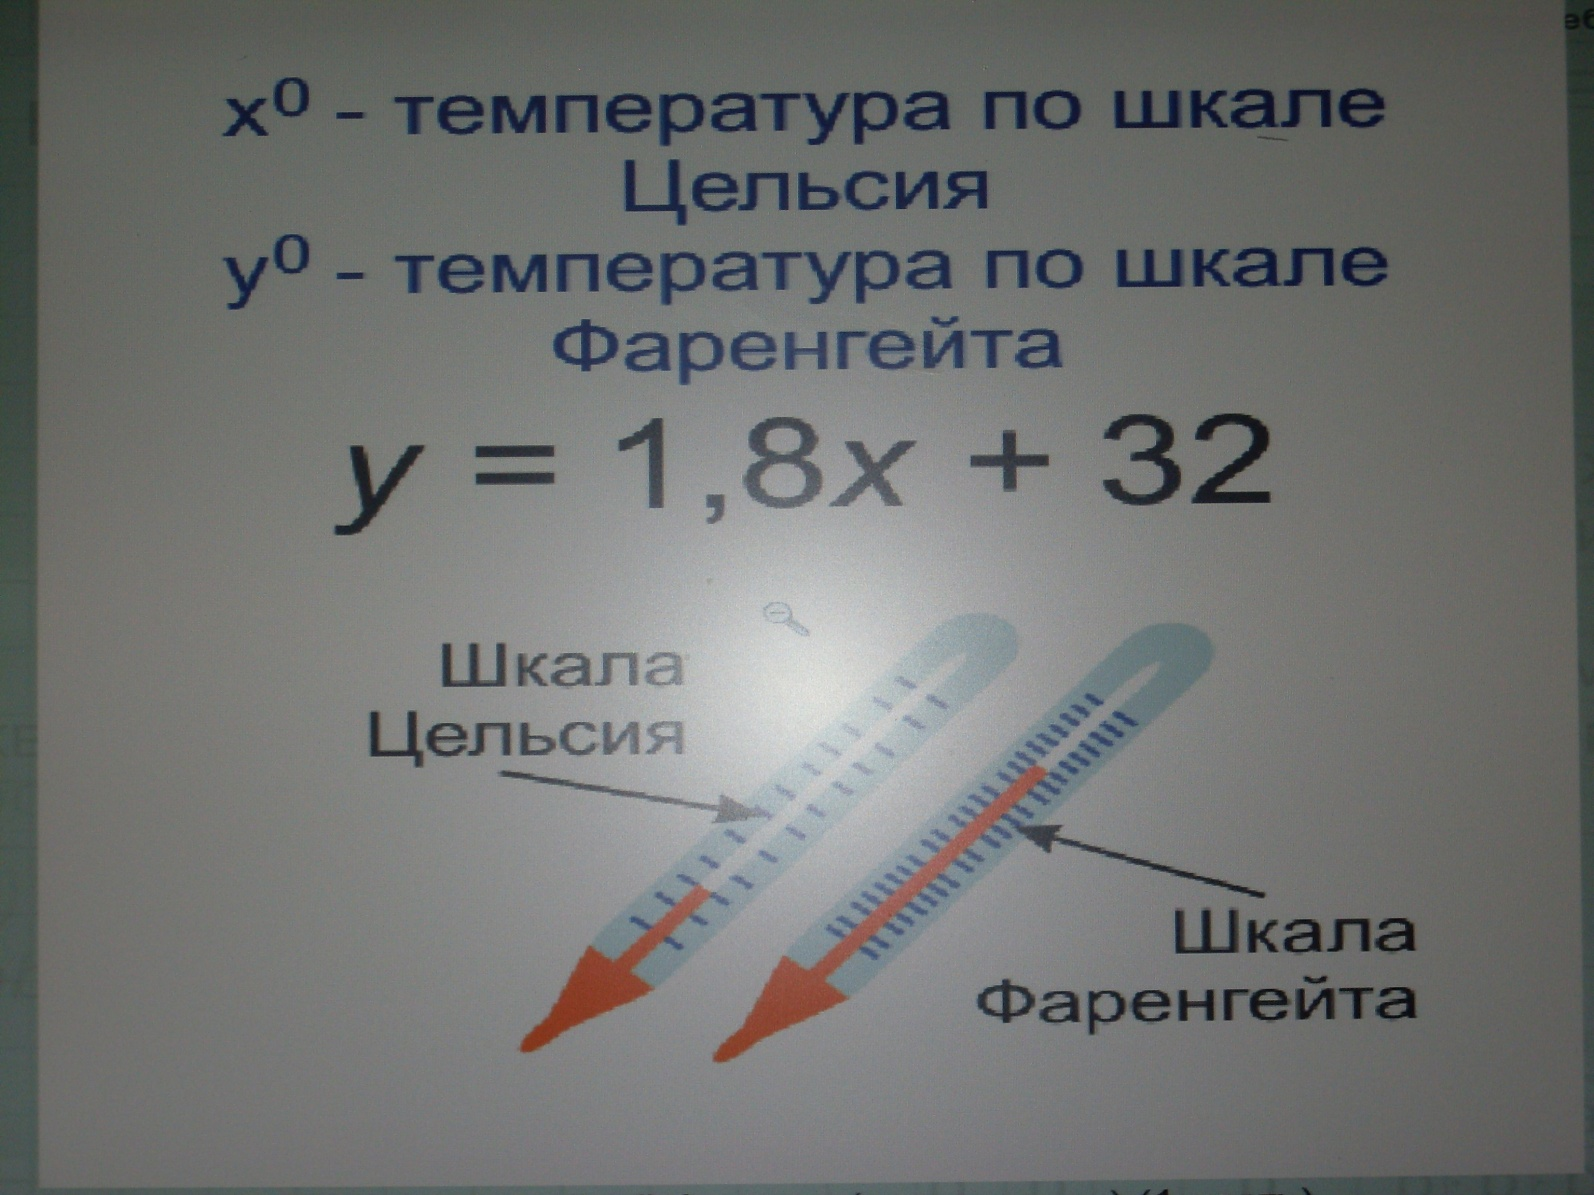 x⁰ - температура по шкале
Цельсия
y⁰ - температура по шкале
Фаренгейта
y = 1,8x + 32
Шкала
Цельсия
Шкала
Фаренгейта